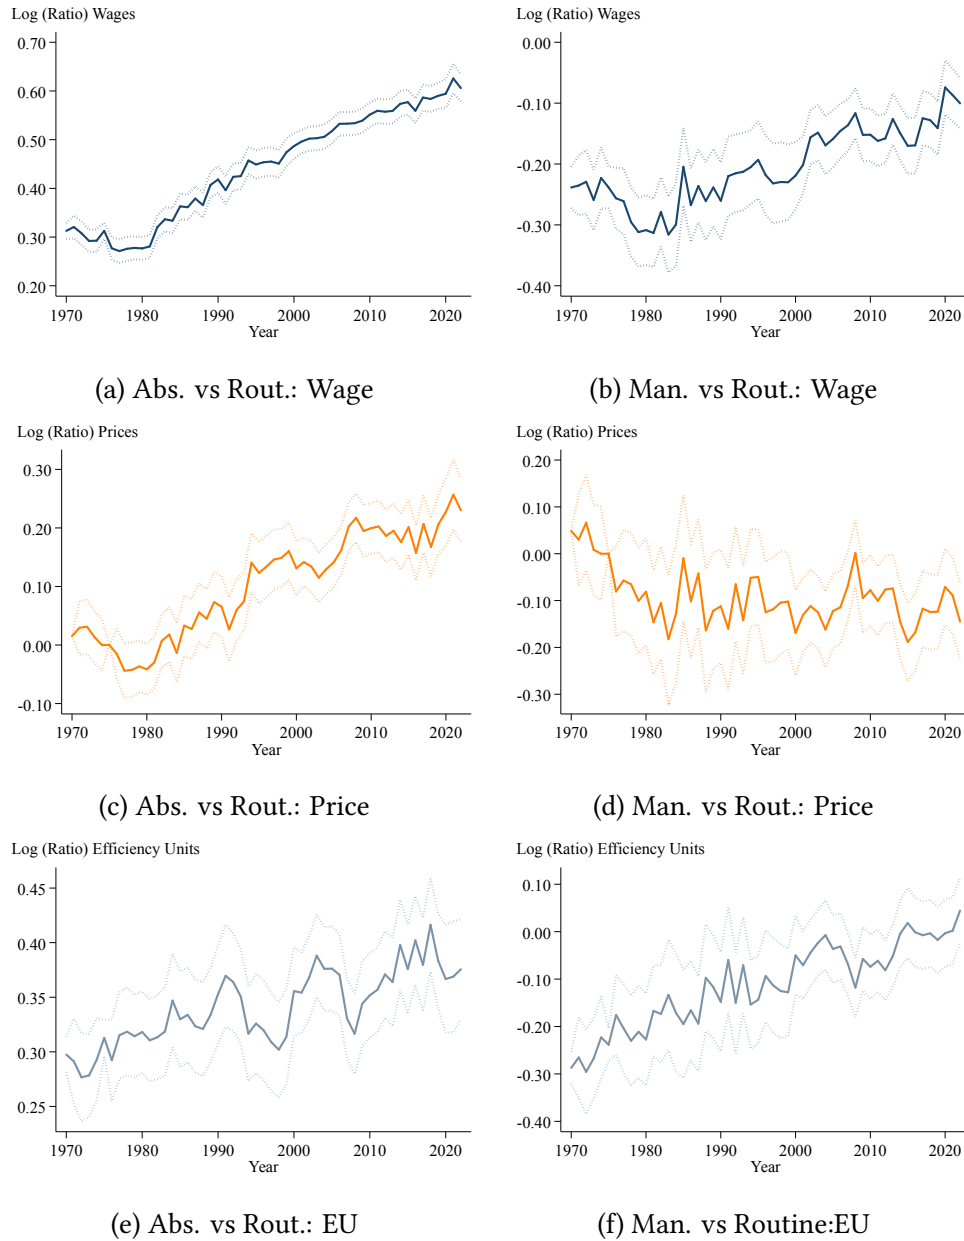 Log (Ratio) Wages
0.70
0.60
0.50
0.40
0.30
0.20
1970 1980 1990 2000 2010 2020
Year
(a) Abs. vs Rout.: Wage
Log (Ratio) Wages
0.00
-0.10
-0.20
-0.30
-0.40
1970 1980 1990 2000 2010 2020
Year
(b) Man. vs Rout.: Wage
Log (Ratio) Prices
0.30
0.20
0.10
0.00
-0.10
1970 1980 1990 2000 2010 2020
Year
(c) Abs. vs Rout.: Price
Log (Ratio) Prices
0.20
0.10
0.00
-0.10
-0.20
-0.30
1970 1980 1990 2000 2010 2020
Year
(d) Man. vs Rout.: Price
Log (Ratio) Efficiency Units
0.45
0.40
0.35
0.30
0.25
1970 1980 1990 2000 2010 2020
Year
(e) Abs. vs Rout.: EU
Log (Ratio) Efficiency Units
0.10
0.00
-0.10
-0.20
-0.30
-0.40
1970 1980 1990 2000 2010 2020
Year
(f) Man. vs Routine:EU